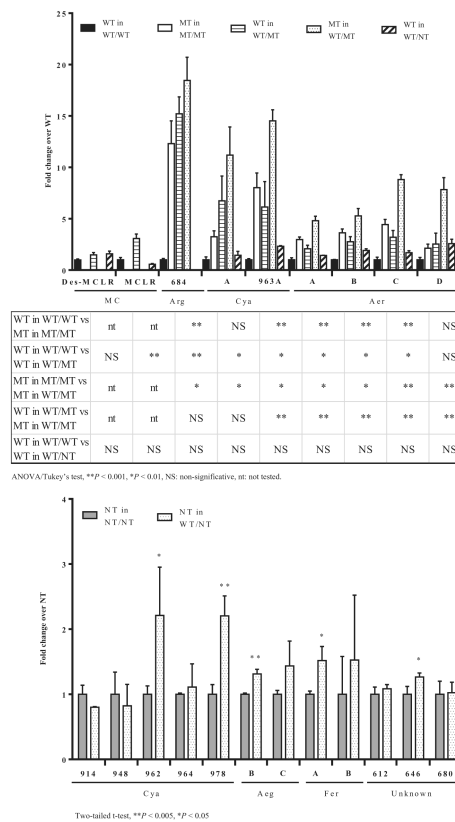 25
20
15
10
5
0
Fold change over WT
WT in WT/WT
MT in MT/MT
WT in WT/MT
MT in WT/MT
WT in WT/NT
Des-MCLR MCLR 684 A 963A A B C D
MC Arg Cya Aer
WT in WT/WT vs MT in MT/MT nt nt ** NS ** ** ** ** NS
WT in WT/WT vs WT in WT/MT NS ** ** * * * * * NS
MT in MT/MT vs MT in WT/MT nt nt * * * * * ** **
WT in WT/MT vs MT in WT/MT nt nt NS NS ** ** ** ** **
WT in WT/WT vs WT in WT/NT NS NS NS NS NS NS NS NS NS
ANOVA/Tukey's test, **P < 0.001, *P < 0.01, NS: non-significative, nt: not tested.
4
3
2
1
0
Fold change over NT
NT in NT/NT
NT in WT/NT
* ** ** * *
914 948 962 964 978 B C A B 612 646 680
Cya Aeg Fer Unknown
Two-tailed t-test, **P < 0.005, *P < 0.05